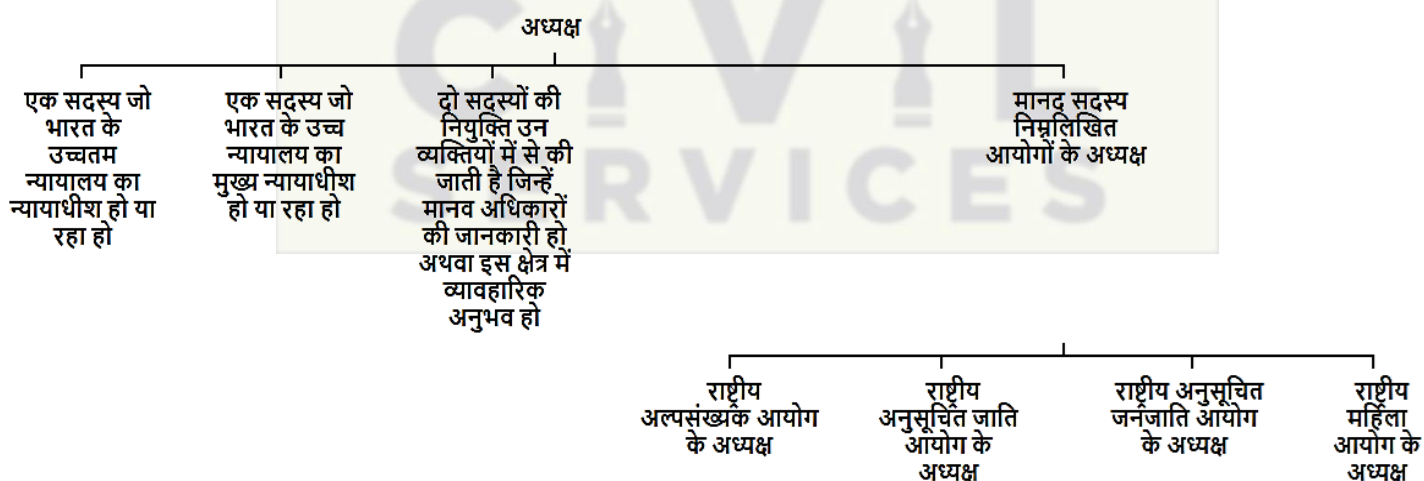 CIVIL
SERVICES
अध्यक्ष
एक सदस्य जो
भारत के
उच्चतम
न्यायालय का
न्यायाधीश हो या
रहा हो
एक सदस्य जो
भारत के उच्च
न्यायालय का
मुख्य न्यायाधीश
हो या रहा हो
दो सदस्यों की
नियुक्ति उन
व्यक्तियों में से की
जाती है जिन्हें
मानव अधिकारों
की जानकारी हो
अथवा इस क्षेत्र में
व्यावहारिक
अनुभव हो
मानद सदस्य
निम्नलिखित
आयोगों के अध्यक्ष
राष्ट्रीय
अल्पसंख्यक आयोग
के अध्यक्ष
राष्ट्रीय
अनुसूचित जाति
आयोग के
अध्यक्ष
राष्ट्रीय अनुसूचित
जनजाति आयोग
के अध्यक्ष
राष्ट्रीय
महिला
आयोग के
अध्यक्ष